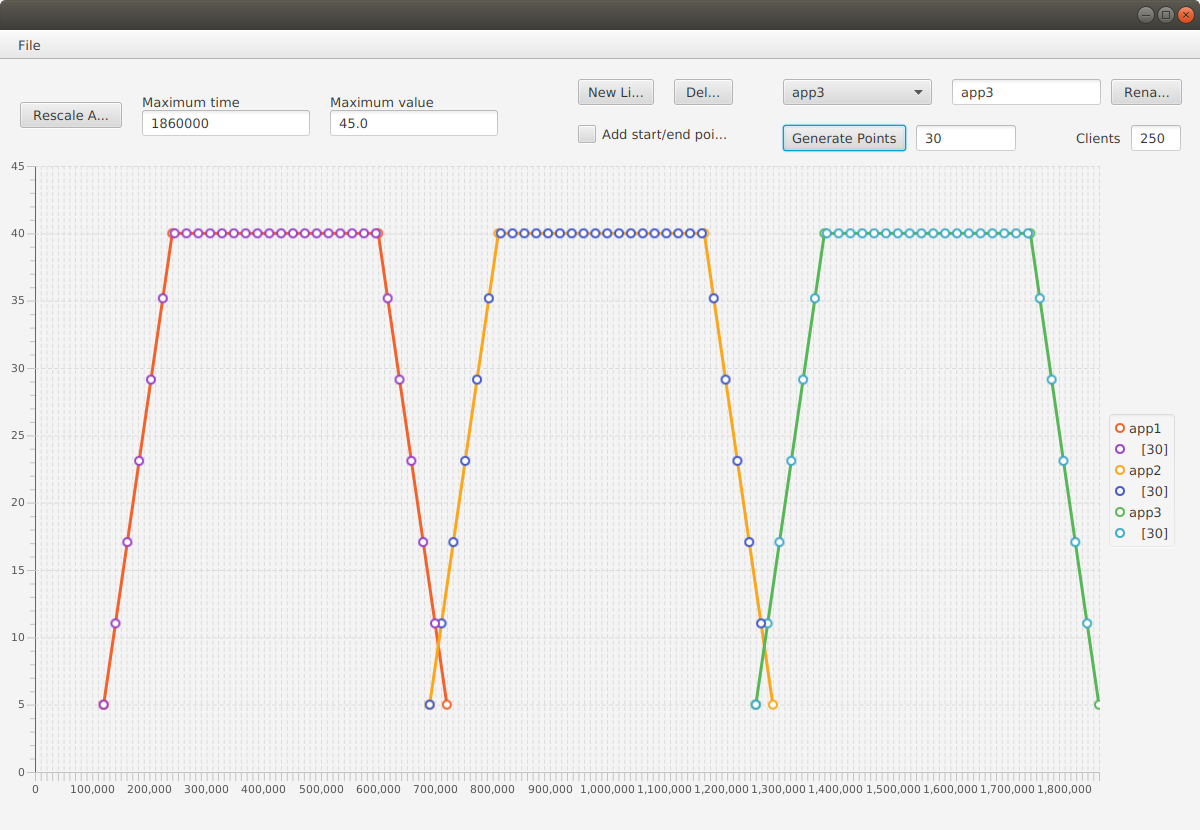 File
Rescale A...
Maximum time
1860000
Maximum value
45.0
New Li...
Del...
app3
app3
Rena...
Add start/end poi...
Generate Points
30
Clients
250
45
40
35
30
25
20
15
10
5
0
0
100,000
200,000
300,000
400,000
500,000
600,000
700,000
800,000
900,000
1,000,000
1,100,000
1,200,000
1,300,000
1,400,000
1,500,000
1,600,000
1,700,000
1,800,000
app1
[30]
app2
[30]
app3
[30]